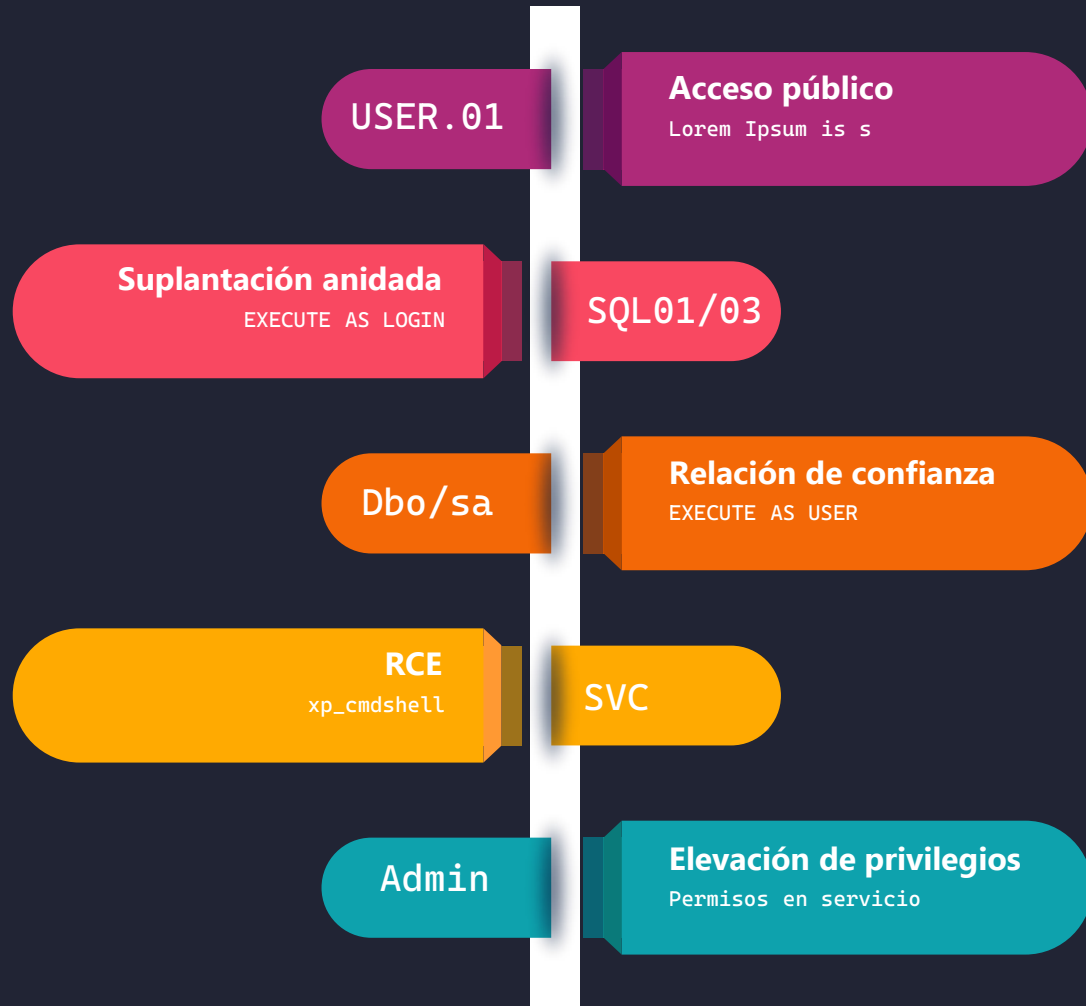 USER.01
Acceso público
Lorem Ipsum is s
Suplantación anidada
EXECUTE AS LOGIN
SQL01/03
Dbo/sa
Relación de confianza
EXECUTE AS USER
RCE
xp_cmdshell
SVC
Admin
Elevación de privilegios
Permisos en servicio